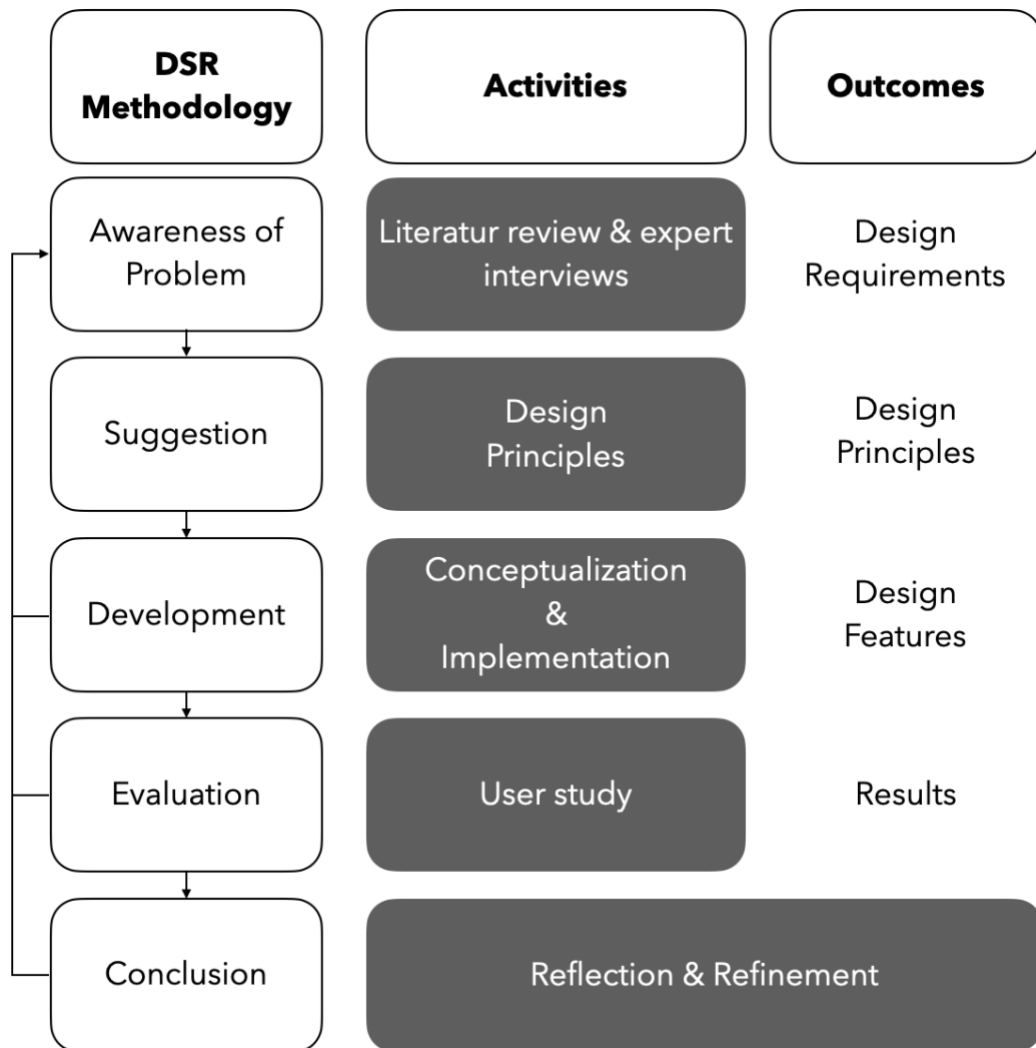 DSR
Methodology
Activities
Outcomes
Awareness of
Problem
Literatur review & expert
interviews
Design
Requirements
Suggestion
Design
Principles
Design
Principles
Development
Conceptualization
&
Implementation
Design
Features
Evaluation
User study
Results
Conclusion
Reflection & Refinement